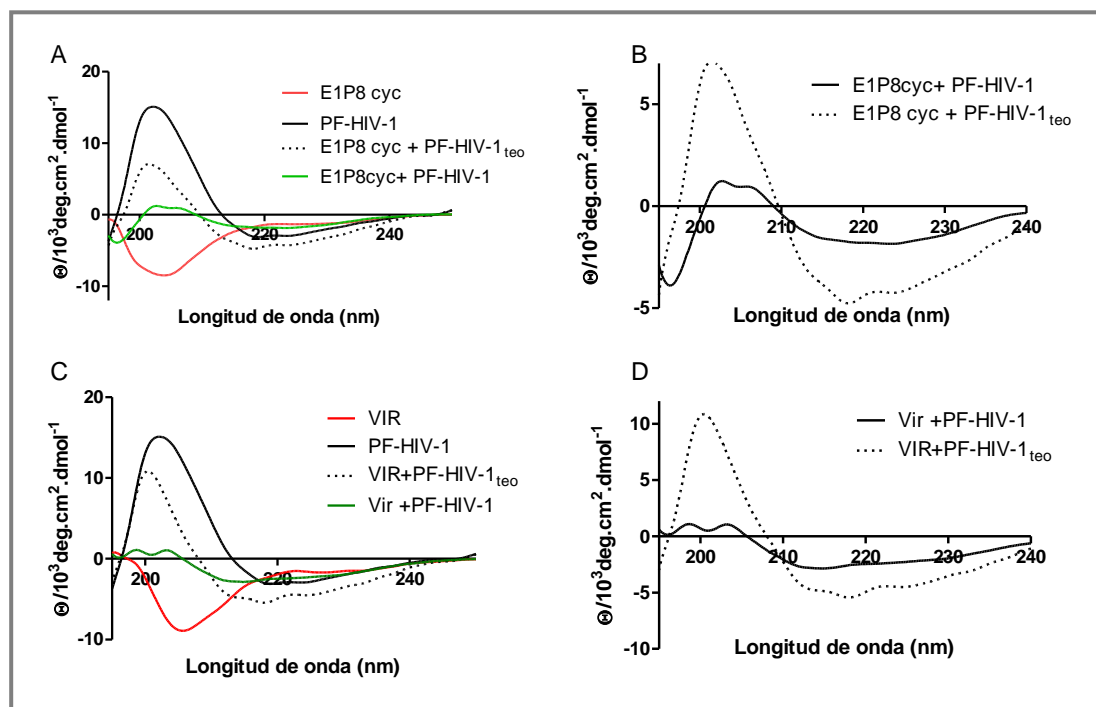 A
20
10
0
-10
200
220
240
Θ/10³deg.cm².dmol⁻¹
Longitud de onda (nm)
E1P8 cyc
PF-HIV-1
E1P8 cyc + PF-HIV-1teo
E1P8cyc+ PF-HIV-1
B
5
0
-5
200
210
220
230
240
Θ/10³deg.cm².dmol⁻¹
Longitud de onda (nm)
E1P8cyc+ PF-HIV-1
E1P8 cyc + PF-HIV-1teo
C
20
10
0
-10
200
220
240
Θ/10³deg.cm².dmol⁻¹
Longitud de onda (nm)
VIR
PF-HIV-1
VIR+PF-HIV-1teo
Vir +PF-HIV-1
D
10
5
0
-5
-10
200
210
220
230
240
Θ/10³deg.cm².dmol⁻¹
Longitud de onda (nm)
Vir +PF-HIV-1
VIR+PF-HIV-1teo